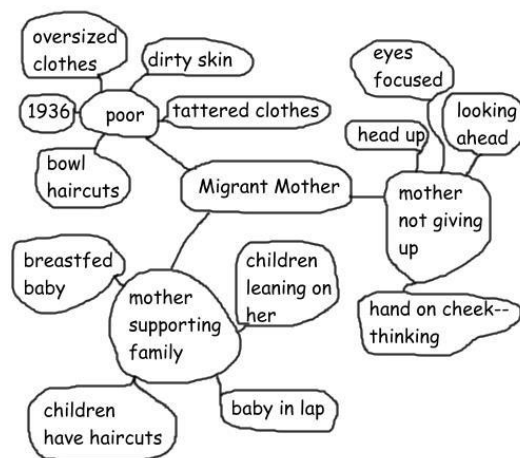 oversized
clothes
dirty skin
1936
poor
tattered clothes
bowl
haircuts
Migrant Mother
eyes
focused
looking
ahead
head up
mother
not giving
up
hand on cheek--
thinking
breastfed
baby
mother
supporting
family
children
leaning on
her
children
have haircuts
baby in lap